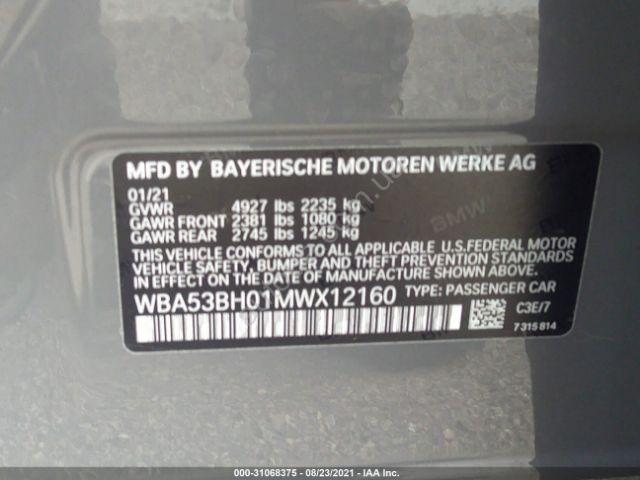 MFD BY BAYERISCHE MOTOREN WERKE AG
01/21
GVWR 4927 lbs 2235 kg
GAWR FRONT 2381 lbs 1080 kg
GAWR REAR 2745 lbs 1245 kg
THIS VEHICLE CONFORMS TO ALL APPLICABLE U.S.FEDERAL MOTOR
VEHICLE SAFETY, BUMPER, AND THEFT PREVENTION STANDARDS
IN EFFECT ON THE DATE OF MANUFACTURE SHOWN ABOVE.
WBA53BH01MWX12160 TYPE: PASSENGER CAR
C3E/7
7 315 814
000-31068375 - 08/23/2021 - IAA Inc.